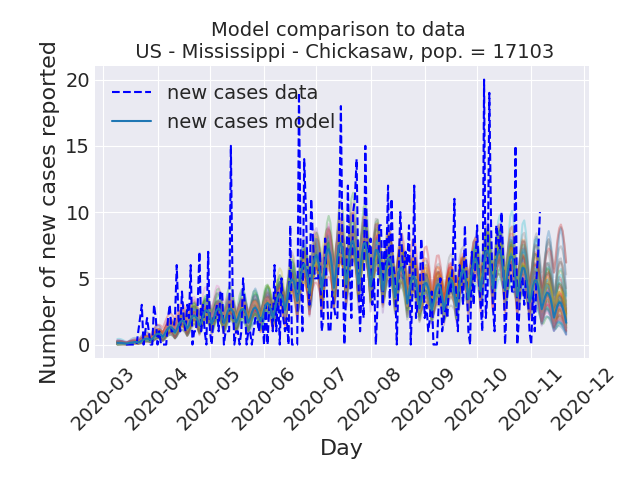 Model comparison to data
US - Mississippi - Chickasaw, pop. = 17103
Number of new cases reported
20
15
10
5
0
new cases data
new cases model
2020-03
2020-04
2020-05
2020-06
2020-07
2020-08
2020-09
2020-10
2020-11
2020-12
Day